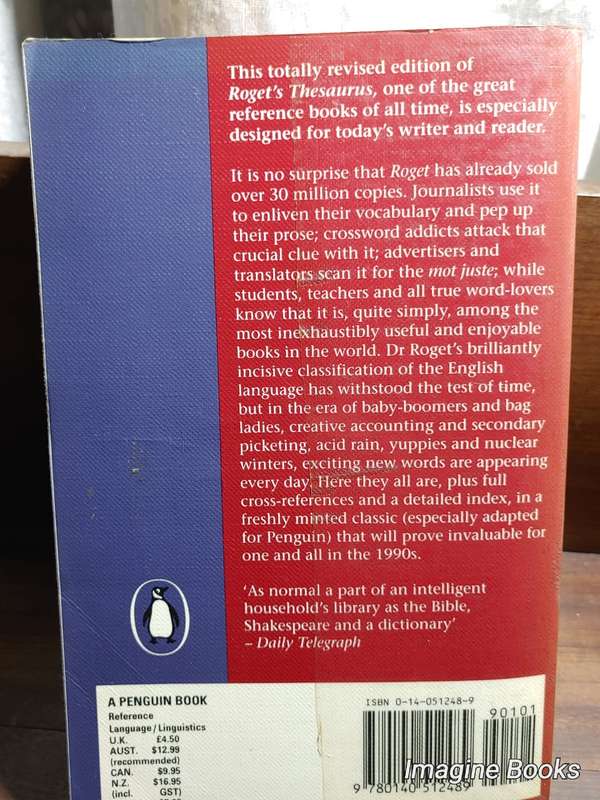 This totally revised edition of
Roget's Thesaurus, one of the great
reference books of all time, is especially
designed for today's writer and reader.
It is no surprise that Roget has already sold
over 30 million copies. Journalists use it
to enliven their vocabulary and pep up
their prose; crossword addicts attack that
crucial clue with it; advertisers and
translators scan it for the mot juste; while
students, teachers and all true word-lovers
know that it is, quite simply, among the
most inexhaustibly useful and enjoyable
books in the world. Dr Roget's brilliantly
incisive classification of the English
language has withstood the test of time,
but in the era of baby-boomers and bag
ladies, creative accounting and secondary
picketing, acid rain, yuppies and nuclear
winters, exciting new words are appearing
every day. Here they all are, plus full
cross-references and a detailed index, in a
freshly minted classic (especially adapted
for Penguin) that will prove invaluable for
one and all in the 1990s.
'As normal a part of an intelligent
household's library as the Bible,
Shakespeare and a dictionary'
– Daily Telegraph
A PENGUIN BOOK
Reference
Language/Linguistics
U.K. £4.50
AUST. $12.99
(recommended)
CAN. $9.95
N.Z. $16.95
(incl. GST)
ISBN 0-14-051248-9
90101
9 780140 512489
Imagine Books